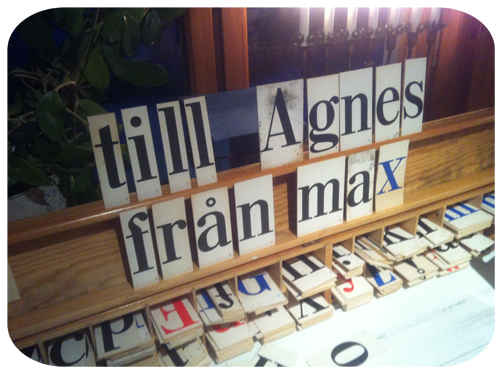 till Agnes
från max